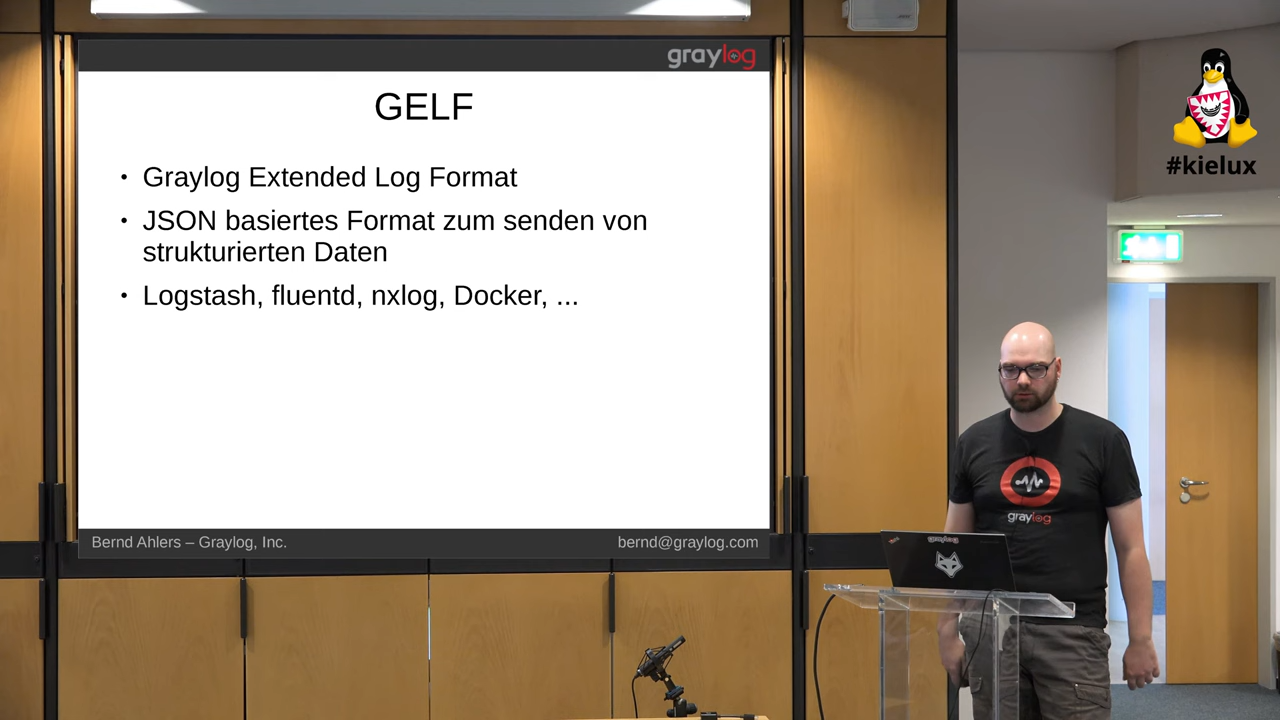 graylog
GELF
• Graylog Extended Log Format
• JSON basiertes Format zum senden von
strukturierten Daten
• Logstash, fluentd, nxlog, Docker, ...
Bernd Ahlers – Graylog, Inc.
bernd@graylog.com
#kielux
graylog